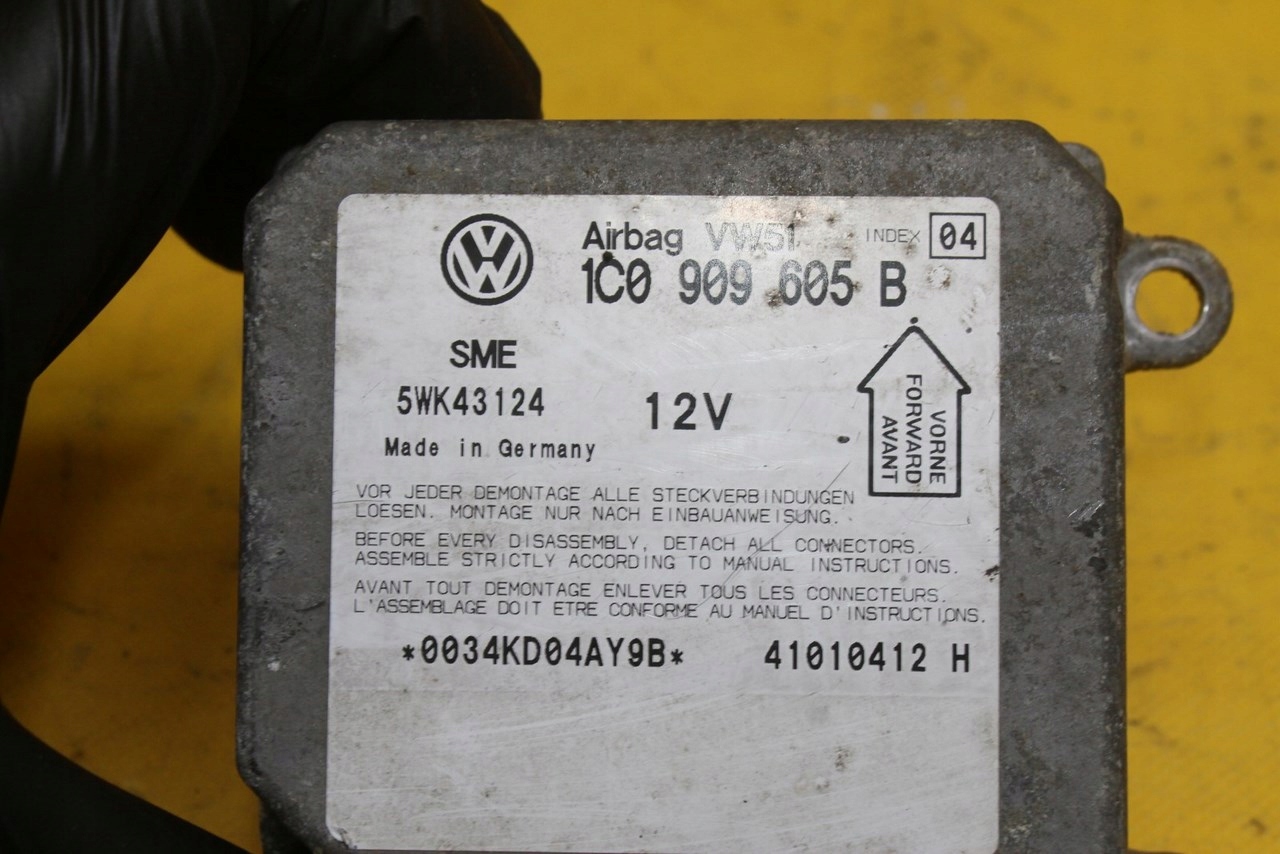 Airbag VW51 INDEX 04
1C0 909 605 B
SME
5WK43124
12V
VORNE
FORWARD
AVANT
Made in Germany
VOR JEDER DEMONTAGE ALLE STECKVERBINDUNGEN
LOESEN. MONTAGE NUR NACH EINBAUANWEISUNG.
BEFORE EVERY DISASSEMBLY, DETACH ALL CONNECTORS.
ASSEMBLE STRICTLY ACCORDING TO MANUAL INSTRUCTIONS.
AVANT TOUT DEMONTAGE ENLEVER TOUS LES CONNECTEURS.
L'ASSEMBLAGE DOIT ETRE CONFORME AU MANUEL D'INSTRUCTIONS.
*0034KD04AY9B* 41010412 H